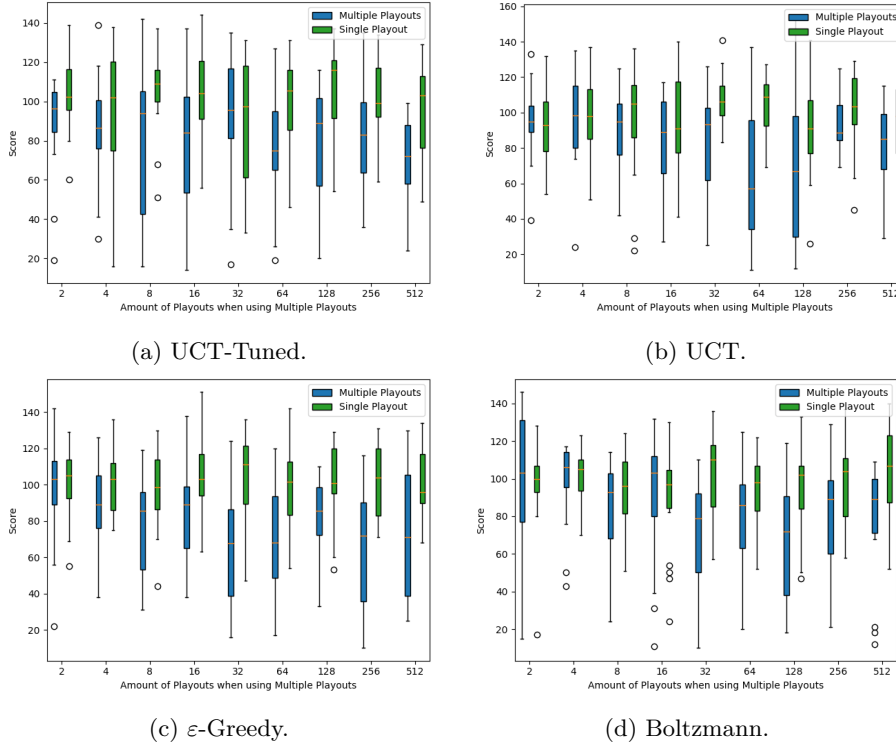 Multiple Playouts
Single Playout
140
120
100
80
60
40
20
Score
2 4 8 16 32 64 128 256 512
Amount of Playouts when using Multiple Playouts
(a) UCT-Tuned.
Multiple Playouts
Single Playout
160
140
120
100
80
60
40
20
Score
2 4 8 16 32 64 128 256 512
Amount of Playouts when using Multiple Playouts
(b) UCT.
Multiple Playouts
Single Playout
140
120
100
80
60
40
20
Score
2 4 8 16 32 64 128 256 512
Amount of Playouts when using Multiple Playouts
(c) ε-Greedy.
Multiple Playouts
Single Playout
140
120
100
80
60
40
20
Score
2 4 8 16 32 64 128 256 512
Amount of Playouts when using Multiple Playouts
(d) Boltzmann.